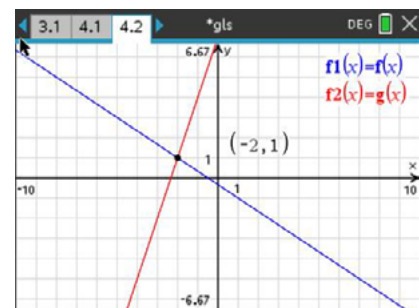 3.1 4.1 4.2 *gls DEG
6.67 y
f1(x)=f(x)
f2(x)=g(x)
(-2,1)
1
x
-10 1 10
-6.67